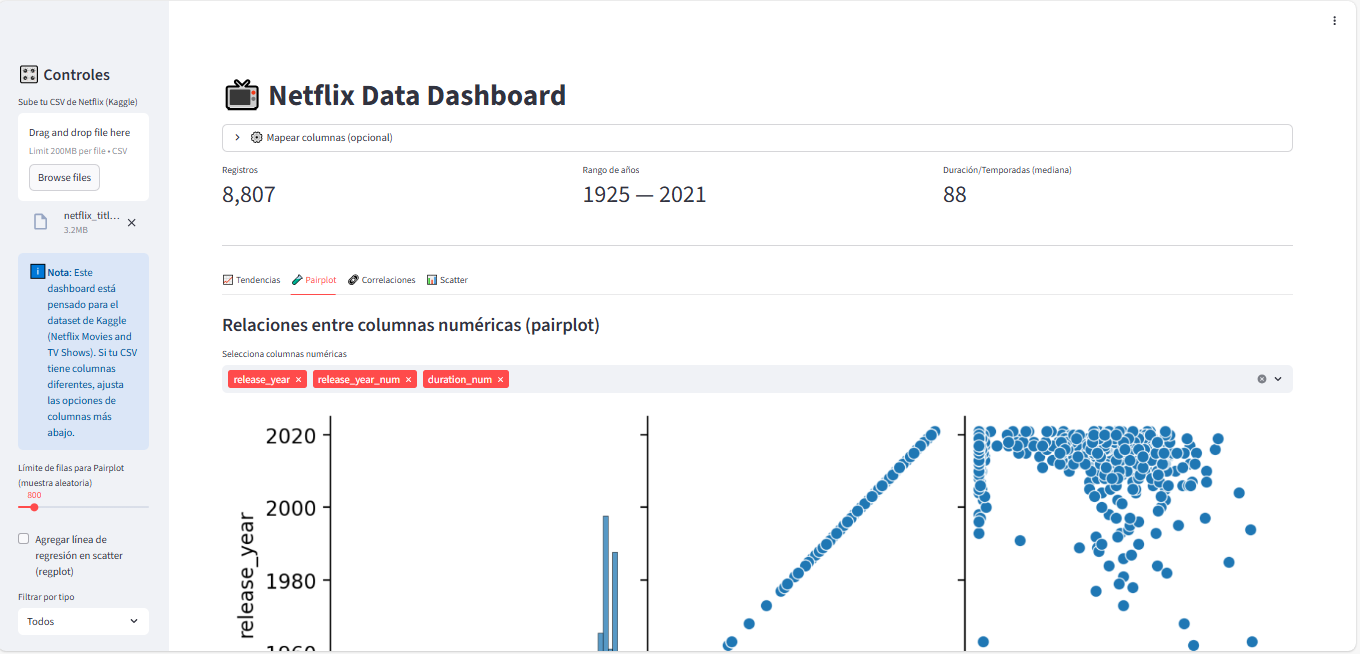 Controles
Sube tu CSV de Netflix (Kaggle)
Drag and drop file here
Limit 200MB per file • CSV
Browse files
netflix_titl...
3.2MB
Nota: Este
dashboard está
pensado para el
dataset de Kaggle
(Netflix Movies and
TV Shows). Si tu CSV
tiene columnas
diferentes, ajusta
las opciones de
columnas más
abajo.
Límite de filas para Pairplot
(muestra aleatoria)
800
Agregar línea de
regresión en scatter
(regplot)
Filtrar por tipo
Todos
Netflix Data Dashboard
Mapear columnas (opcional)
Registros
8,807
Rango de años
1925 — 2021
Duración/Temporadas (mediana)
88
Tendencias Pairplot Correlaciones Scatter
Relaciones entre columnas numéricas (pairplot)
Selecciona columnas numéricas
release_year × release_year_num × duration_num ×
2020
2000
1980
1960
release_year